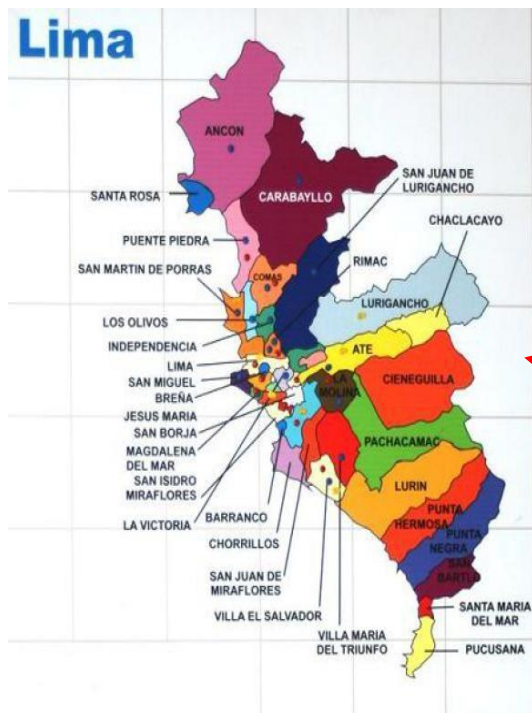 Lima
ANCON
SAN JUAN DE
LURIGANCHO
SANTA ROSA
CARABAYLLO
CHACLACAYO
PUENTE PIEDRA
RIMAC
SAN MARTIN DE PORRAS
COMAS
LURIGANCHO
LOS OLIVOS
INDEPENDENCIA
ATE
LIMA
LA
MOLINA
CIENEGUILLA
SAN MIGUEL
BREÑA
JESUS MARIA
SAN BORJA
PACHACAMAC
MAGDALENA
DEL MAR
SAN ISIDRO
MIRAFLORES
LURIN
PUNTA
HERMOSA
LA VICTORIA
BARRANCO
PUNTA
NEGRA
CHORRILLOS
SAN
BARTLO
SAN JUAN DE
MIRAFLORES
SANTA MARIA
DEL MAR
VILLA EL SALVADOR
VILLA MARIA
DEL TRIUNFO
PUCUSANA